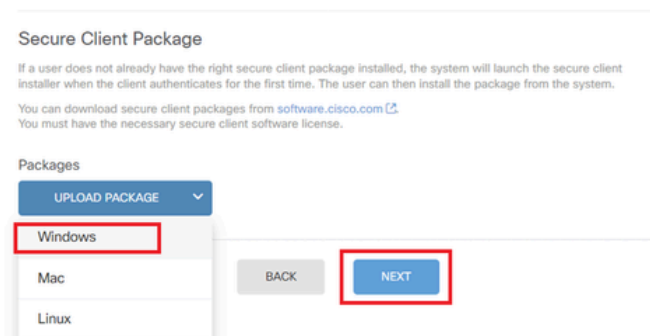 Secure Client Package
If a user does not already have the right secure client package installed, the system will launch the secure client
installer when the client authenticates for the first time. The user can then install the package from the system.
You can download secure client packages from software.cisco.com
You must have the necessary secure client software license.
Packages
UPLOAD PACKAGE
Windows
Mac
BACK
NEXT
Linux